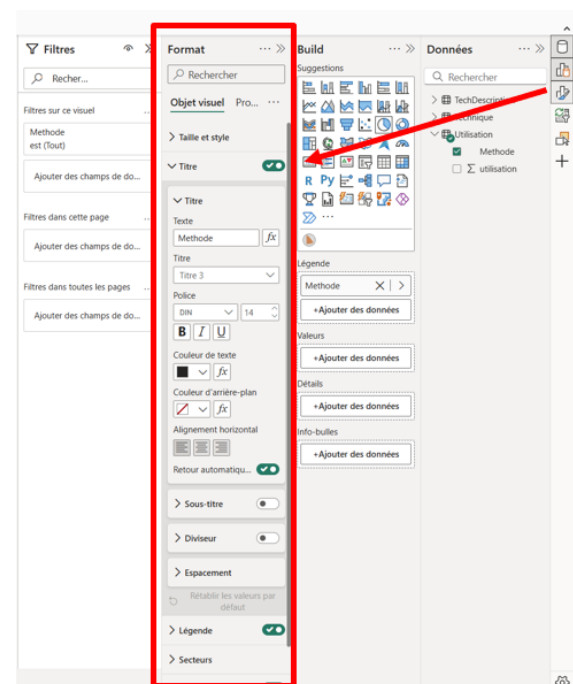 Filtres
Recher...
Filtres sur ce visuel
...
Methode
est (Tout)
Ajouter des champs de do...
Filtres dans cette page
...
Ajouter des champs de do...
Filtres dans toutes les pages
...
Ajouter des champs de do...
Format
...
Rechercher
Objet visuel Pro... ...
Taille et style
Titre
Titre
Texte
Methode
fx
Titre
Titre 3
Police
DIN
14
B I U
Couleur de texte
fx
Couleur d'arrière-plan
fx
Alignement horizontal
Retour automatiqu...
Sous-titre
Diviseur
Espacement
Rétablir les valeurs par
défaut
Légende
Secteurs
Build
...
Suggestions
R Py
...
Légende
Methode
+Ajouter des données
Valeurs
+Ajouter des données
Détails
+Ajouter des données
Info-bulles
+Ajouter des données
Données
...
Rechercher
Utilisation
Methode
∑ utilisation